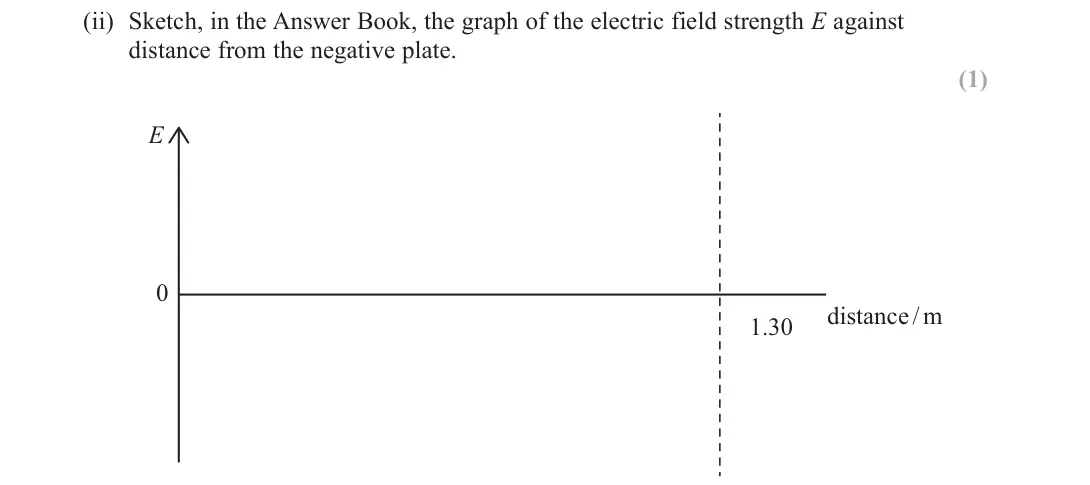 (ii) Sketch, in the Answer Book, the graph of the electric field strength E against
distance from the negative plate.
(1)
E
0
1.30
distance/m